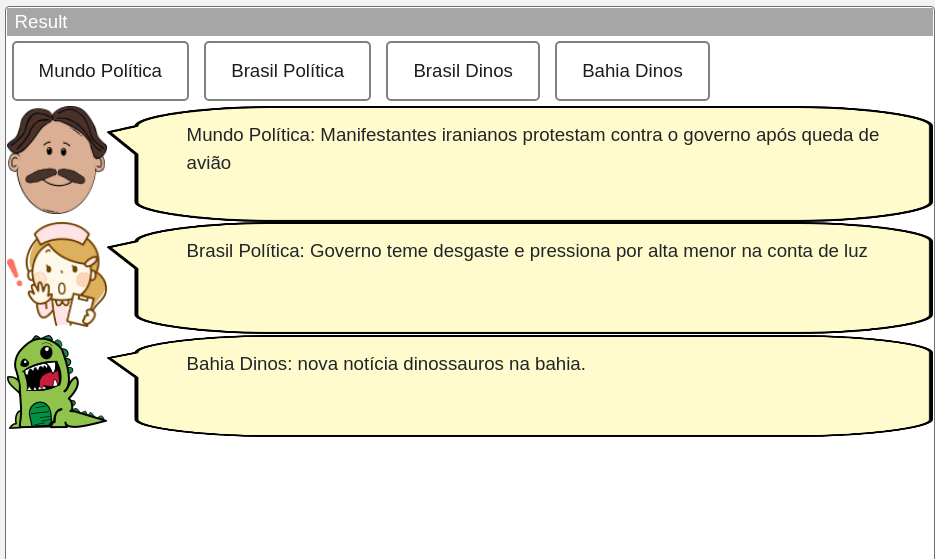 Result
Mundo Política Brasil Política Brasil Dinos Bahia Dinos
Mundo Política: Manifestantes iranianos protestam contra o governo após queda de
avião
Brasil Política: Governo teme desgaste e pressiona por alta menor na conta de luz
Bahia Dinos: nova notícia dinossauros na bahia.